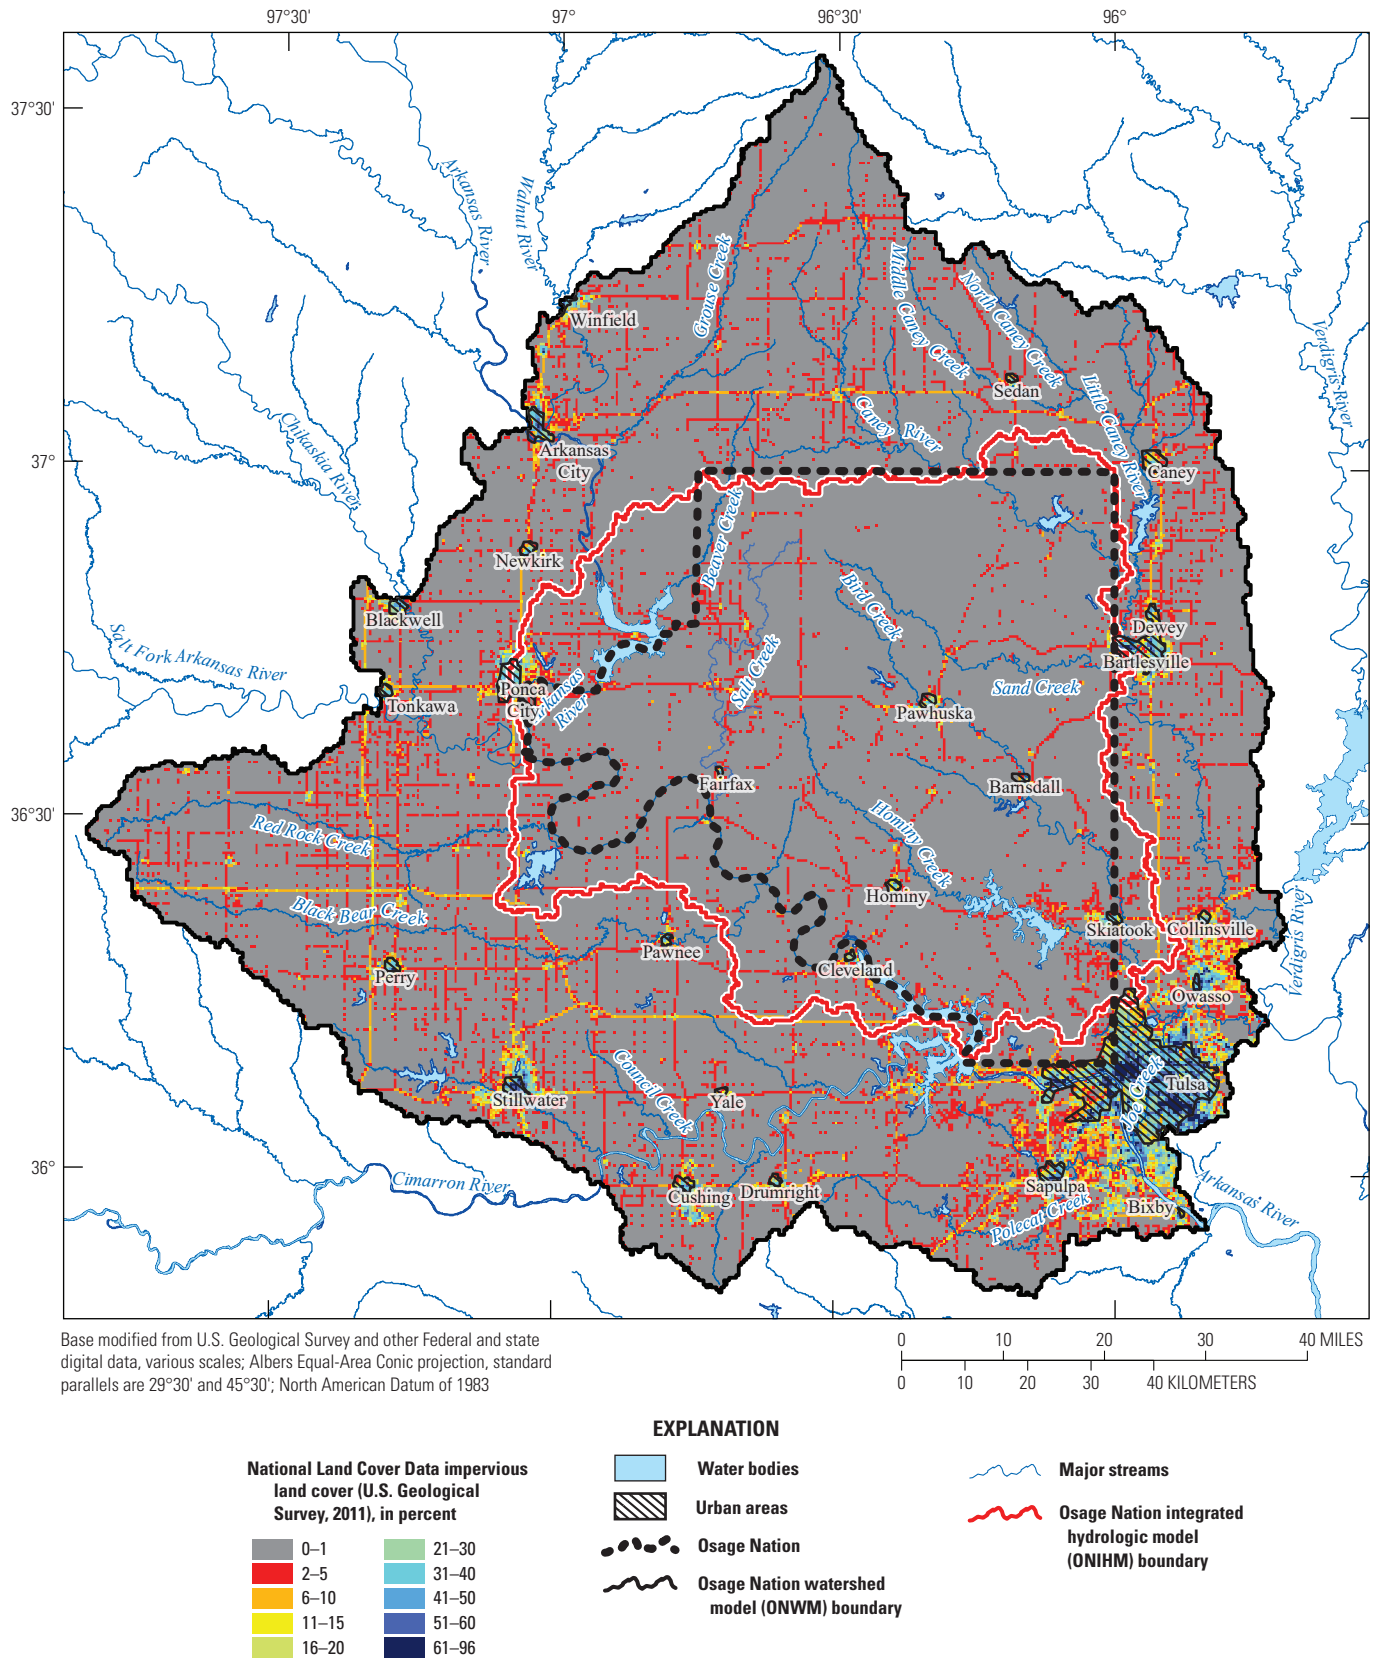 97°30'
97°
96°30'
96°
37°30'
37°
36°30'
36°
Arkansas River
Walnut River
Grouse Creek
Middle Caney Creek
North Caney Creek
Verdigris River
Winfield
Sedan
Little Caney River
Caney River
Chikaskia River
Arkansas
City
Caney
Beaver Creek
Newkirk
Bird Creek
Blackwell
Dewey
Salt Fork Arkansas River
Salt Creek
Bartlesville
Sand Creek
Ponca
City
Arkansas
River
Tonkawa
Pawhuska
Fairfax
Barnsdall
Red Rock Creek
Hominy Creek
Hominy
Black Bear Creek
Skiatook
Collinsville
Verdigris River
Pawnee
Cleveland
Perry
Owasso
Council Creek
Joe Creek
Tulsa
Stillwater
Yale
Cimarron River
Cushing
Drumright
Sapulpa
Polecat Creek
Bixby
Arkansas River
Base modified from U.S. Geological Survey and other Federal and state
digital data, various scales; Albers Equal-Area Conic projection, standard
parallels are 29°30' and 45°30'; North American Datum of 1983
0 10 20 30 40 MILES
0 10 20 30 40 KILOMETERS
EXPLANATION
National Land Cover Data impervious
land cover (U.S. Geological
Survey, 2011), in percent
0–1
2–5
6–10
11–15
16–20
21–30
31–40
41–50
51–60
61–96
Water bodies
Urban areas
Osage Nation
Osage Nation watershed
model (ONWM) boundary
Major streams
Osage Nation integrated
hydrologic model
(ONIHM) boundary